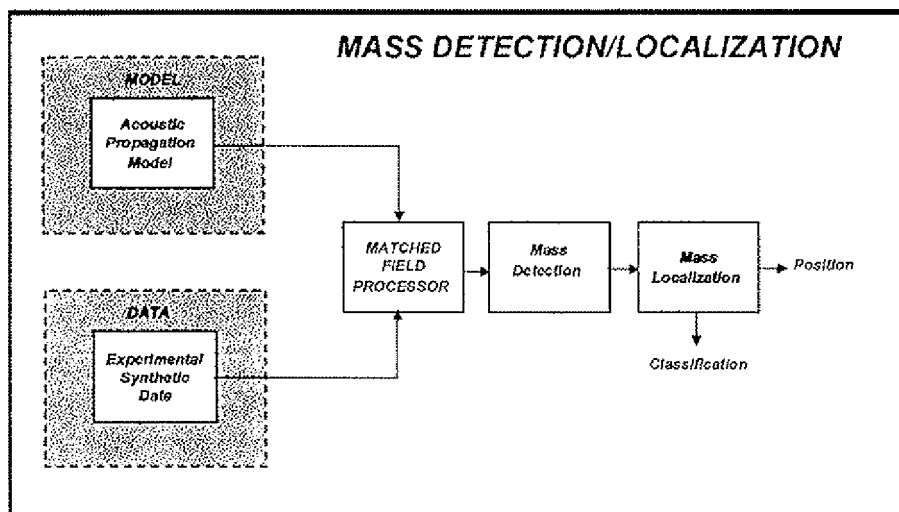 MASS DETECTION/LOCALIZATION
MODEL
Acoustic
Propagation
Model
MATCHED
FIELD
PROCESSOR
Mass
Detection
Mass
Localization
Position
Classification
DATA
Experimental
Synthetic
Date